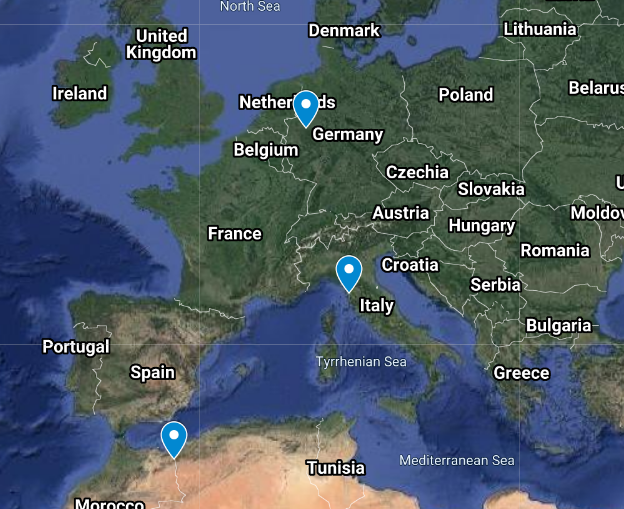 North Sea
Denmark
Lithuania
United
Kingdom
Ireland
Netherlands
Poland
Belarus
Germany
Belgium
Czechia
Slovakia
Austria
Moldov
France
Hungary
Romania
Croatia
Serbia
Italy
Bulgaria
Portugal
Tyrrhenian Sea
Spain
Greece
Tunisia
Mediterranean Sea
Morocco